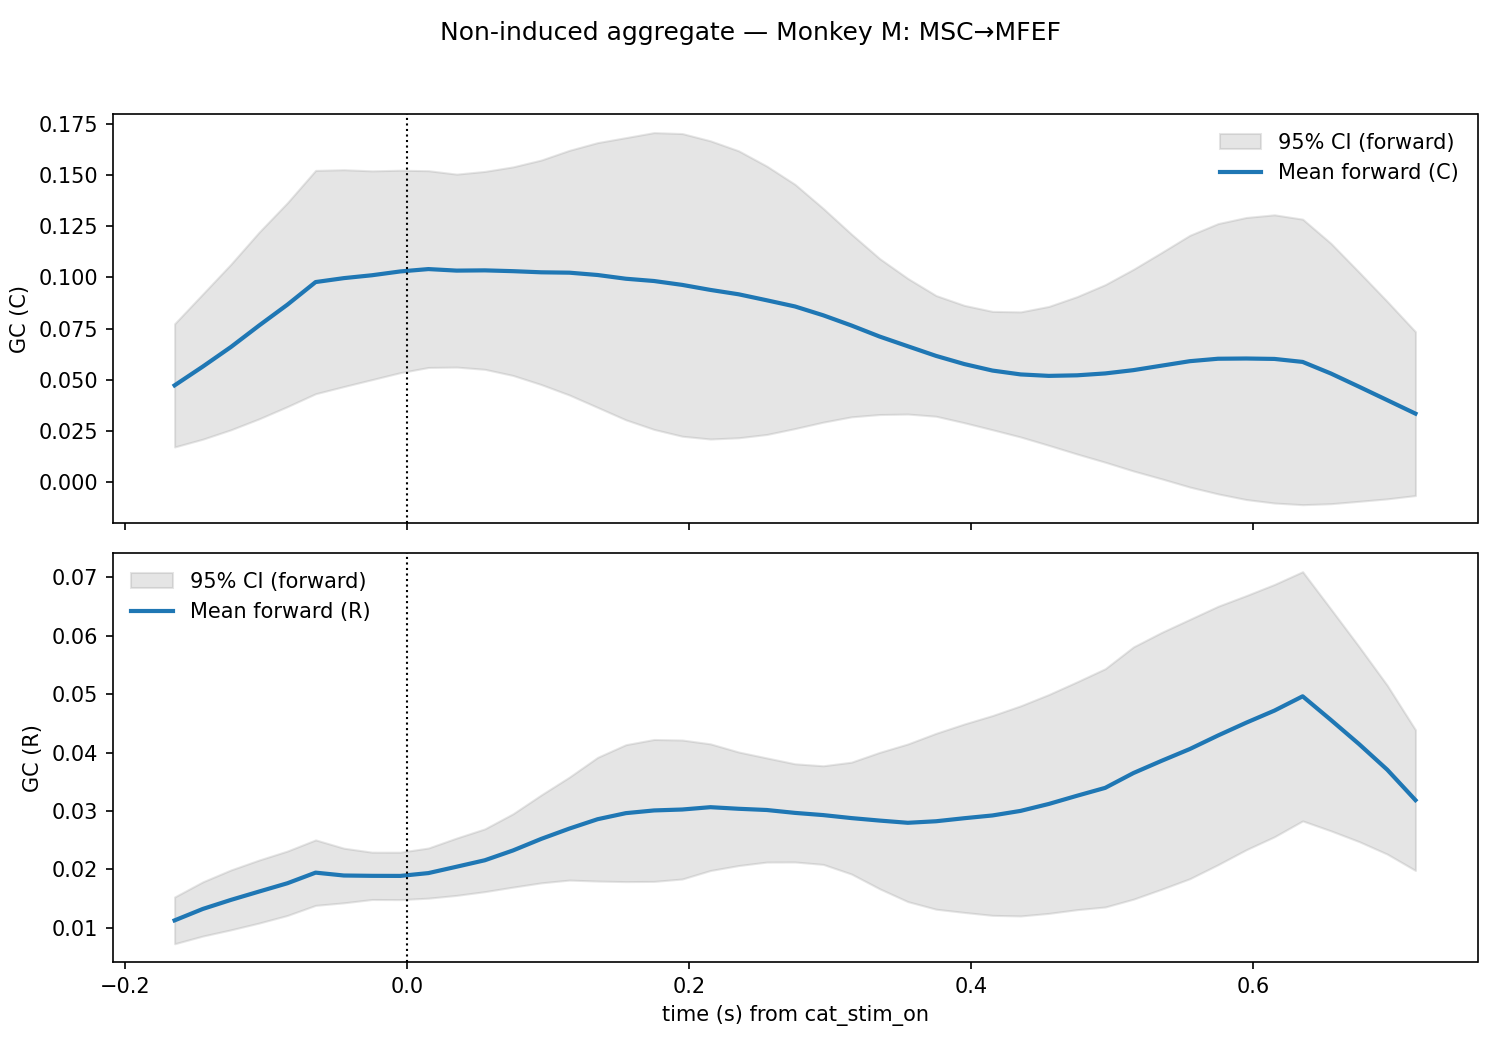 Non-induced aggregate — Monkey M: MSC→MFEF
GC (C)
0.175
0.150
0.125
0.100
0.075
0.050
0.025
0.000
95% CI (forward)
Mean forward (C)
GC (R)
0.07
0.06
0.05
0.04
0.03
0.02
0.01
95% CI (forward)
Mean forward (R)
−0.2 0.0 0.2 0.4 0.6
time (s) from cat_stim_on